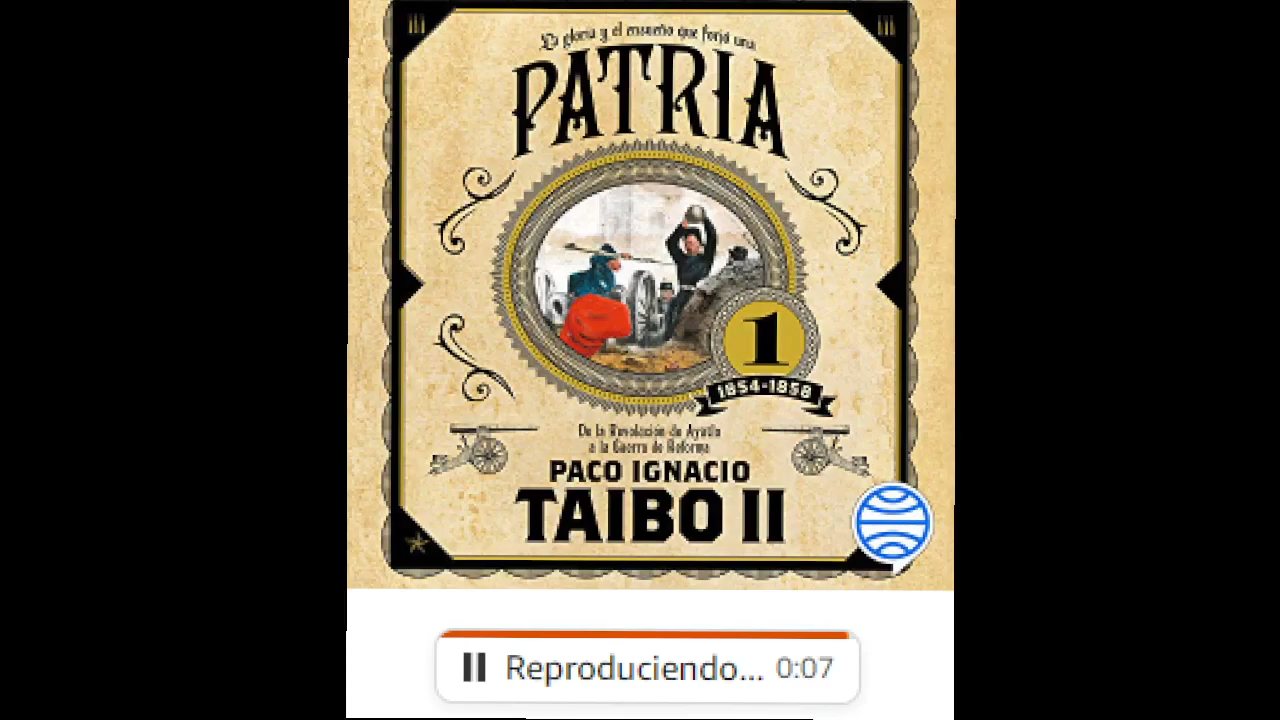 La gloria y el ensueño que forjó una
PATRIA
1
1854-1858
De la Revolución de Ayutla
a la Guerra de Reforma
PACO IGNACIO
TAIBO II
Reproduciendo... 0:07